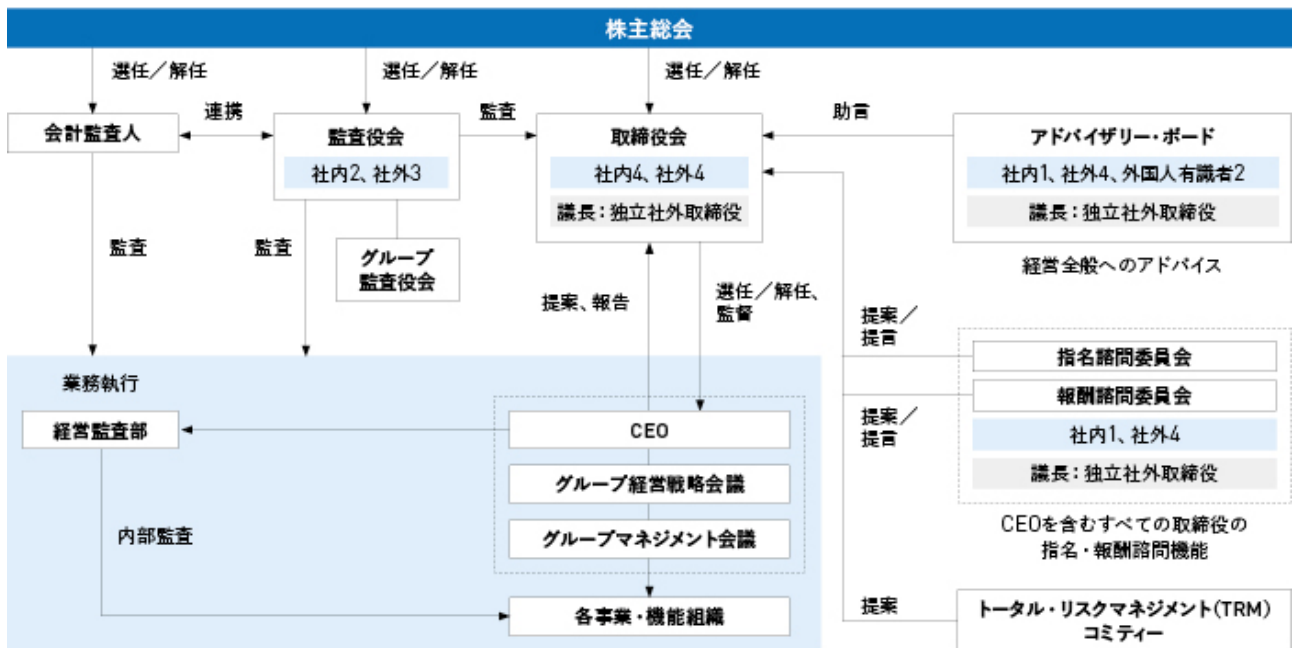 株主総会
選任／解任
選任／解任
選任／解任
会計監査人
連携
監査役会
社内2、社外3
監査
取締役会
社内4、社外4
議長：独立社外取締役
助言
アドバイザリー・ボード
社内1、社外4、外国人有識者2
議長：独立社外取締役
経営全般へのアドバイス
監査
監査
グループ
監査役会
提案、報告
選任／解任、
監督
提案／
提言
指名諮問委員会
報酬諮問委員会
社内1、社外4
議長：独立社外取締役
提案／
提言
CEOを含むすべての取締役の
指名・報酬諮問機能
業務執行
経営監査部
CEO
グループ経営戦略会議
グループマネジメント会議
内部監査
各事業・機能組織
提案
トータル・リスクマネジメント(TRM)
コミティー